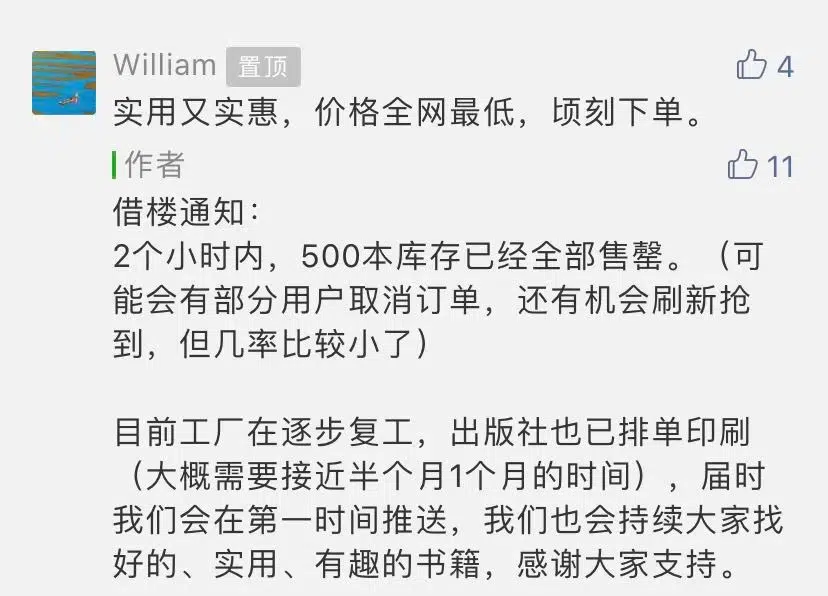 William 置顶 4
实用又实惠，价格全网最低，顷刻下单。
作者 11
借楼通知：
2个小时内，500本库存已经全部售罄。（可
能会有部分用户取消订单，还有机会刷新抢
到，但几率比较小了）
目前工厂在逐步复工，出版社也已排单印刷
（大概需要接近半个月1个月的时间），届时
我们会在第一时间推送，我们也会持续大家找
好的、实用、有趣的书籍，感谢大家支持。